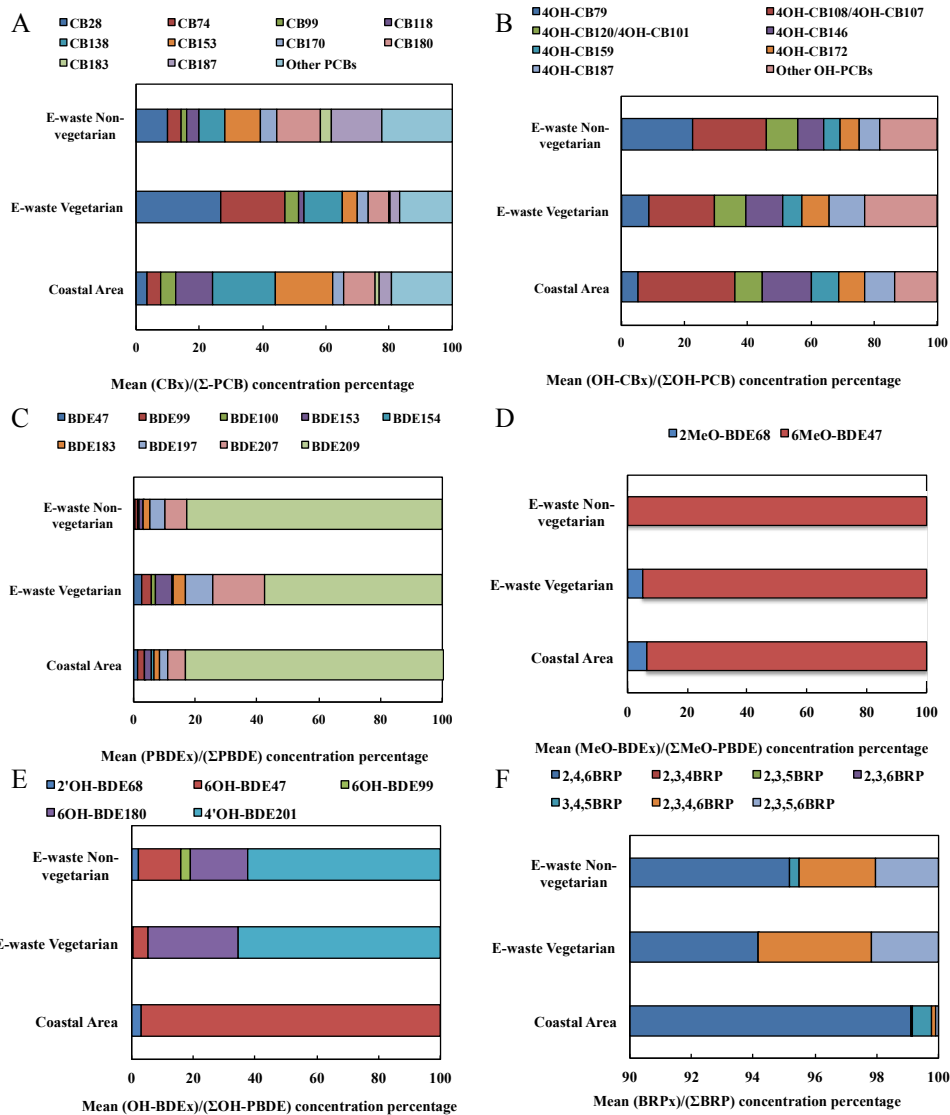 A
CB28 CB74 CB99 CB118
CB138 CB153 CB170 CB180
CB183 CB187 Other PCBs
E-waste Non-
vegetarian
E-waste Vegetarian
Coastal Area
0 20 40 60 80 100
Mean (CBx)/(Σ-PCB) concentration percentage
B
4OH-CB79 4OH-CB108/4OH-CB107
4OH-CB120/4OH-CB101 4OH-CB146
4OH-CB159 4OH-CB172
4OH-CB187 Other OH-PCBs
E-waste Non-
vegetarian
E-waste Vegetarian
Coastal Area
0 20 40 60 80 100
Mean (OH-CBx)/(ΣOH-PCB) concentration percentage
C
BDE47 BDE99 BDE100 BDE153 BDE154
BDE183 BDE197 BDE207 BDE209
E-waste Non-
vegetarian
E-waste Vegetarian
Coastal Area
0 20 40 60 80 100
Mean (PBDEx)/(ΣPBDE) concentration percentage
D
2MeO-BDE68 6MeO-BDE47
E-waste Non-
vegetarian
E-waste Vegetarian
Coastal Area
0 20 40 60 80 100
Mean (MeO-BDEx)/(ΣMeO-PBDE) concentration percentage
E
2'OH-BDE68 6OH-BDE47 6OH-BDE99
6OH-BDE180 4'OH-BDE201
E-waste Non-
vegetarian
E-waste Vegetarian
Coastal Area
0 20 40 60 80 100
Mean (OH-BDEx)/(ΣOH-PBDE) concentration percentage
F
2,4,6BRP 2,3,4BRP 2,3,5BRP 2,3,6BRP
3,4,5BRP 2,3,4,6BRP 2,3,5,6BRP
E-waste Non-
vegetarian
E-waste Vegetarian
Coastal Area
90 92 94 96 98 100
Mean (BRPx)/(ΣBRP) concentration percentage